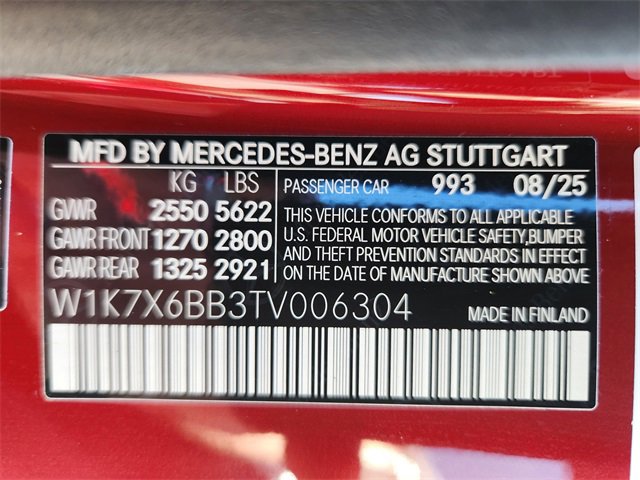 MFD BY MERCEDES-BENZ AG STUTTGART
KG LBS
GVWR 2550 5622
GAWR FRONT 1270 2800
GAWR REAR 1325 2921
PASSENGER CAR 993 08/25
THIS VEHICLE CONFORMS TO ALL APPLICABLE
U.S. FEDERAL MOTOR VEHICLE SAFETY, BUMPER
AND THEFT PREVENTION STANDARDS IN EFFECT
ON THE DATE OF MANUFACTURE SHOWN ABOVE.
W1K7X6BB3TV006304
MADE IN FINLAND